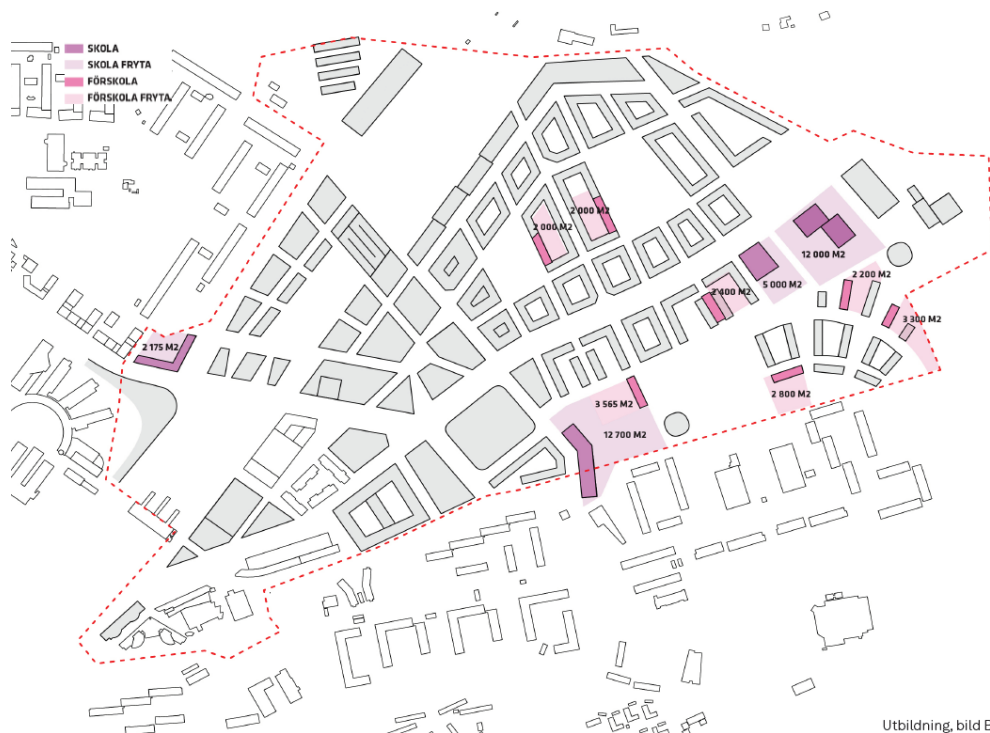 SKOLA
SKOLA FRYTA
FÖRSKOLA
FÖRSKOLA FRYTA
2 000 M2
2 000 M2
12 000 M2
5 000 M2
2 200 M2
2 400 M2
3 300 M2
2 175 M2
2 800 M2
3 565 M2
12 700 M2
Utbildning, bild E